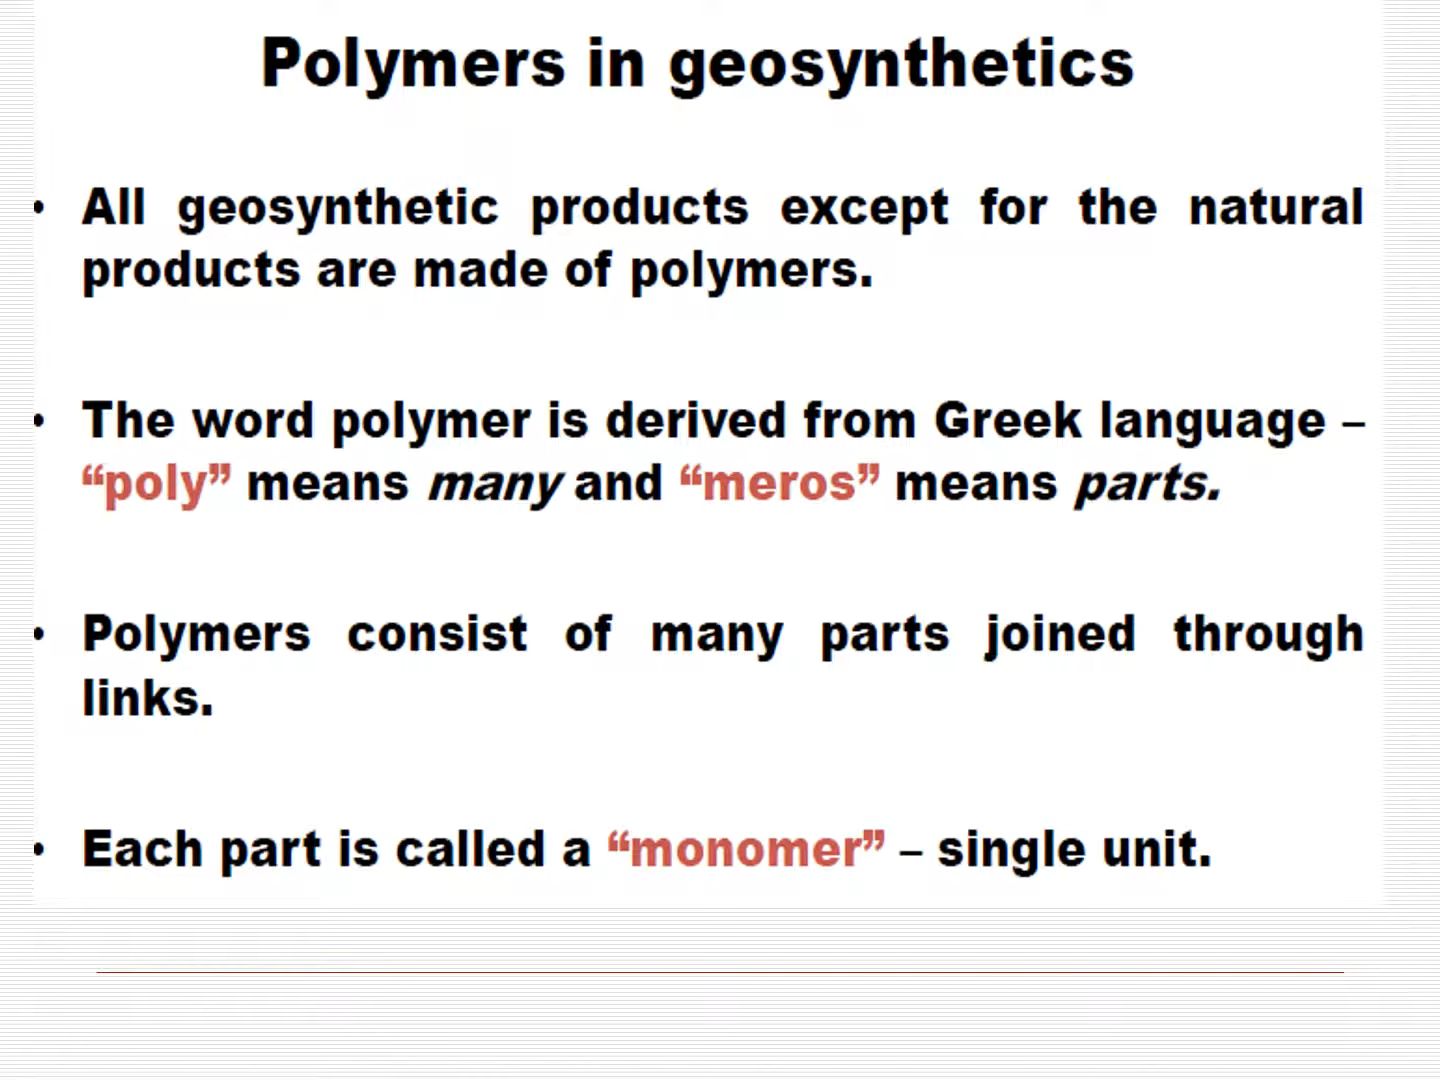 Polymers in geosynthetics
• All geosynthetic products except for the natural
products are made of polymers.
• The word polymer is derived from Greek language –
“poly” means many and “meros” means parts.
• Polymers consist of many parts joined through
links.
• Each part is called a “monomer” – single unit.